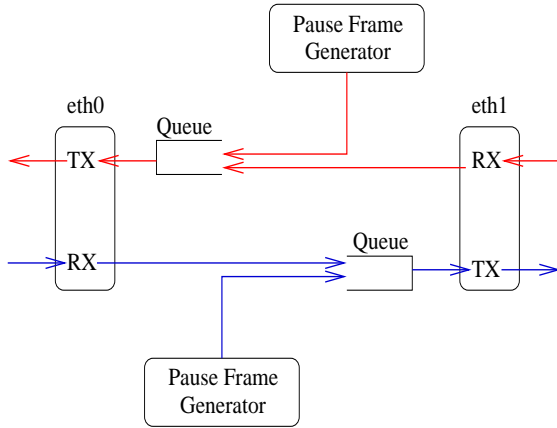 Pause Frame
Generator
eth0
eth1
Queue
TX
RX
Queue
RX
TX
Pause Frame
Generator